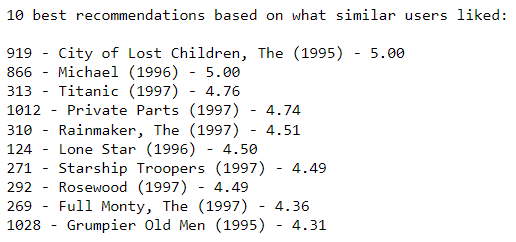 10 best recommendations based on what similar users liked:
919 - City of Lost Children, The (1995) - 5.00
866 - Michael (1996) - 5.00
313 - Titanic (1997) - 4.76
1012 - Private Parts (1997) - 4.74
310 - Rainmaker, The (1997) - 4.51
124 - Lone Star (1996) - 4.50
271 - Starship Troopers (1997) - 4.49
292 - Rosewood (1997) - 4.49
269 - Full Monty, The (1997) - 4.36
1028 - Grumpier Old Men (1995) - 4.31